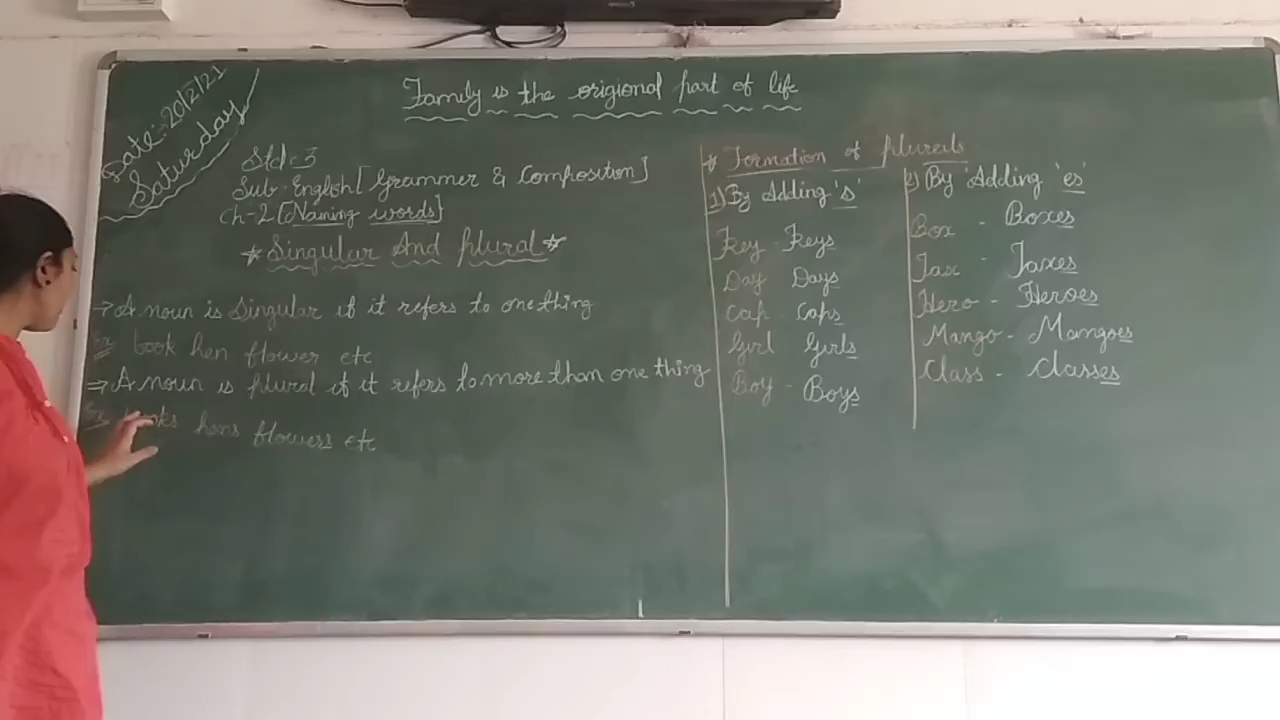 Date:-20/2/21
Saturday
Family is the origional part of life
Std-3
Sub-English [Grammer & Composition]
Ch-2 [Naming words]
* Singular And plural *
→ A noun is singular if it refers to one thing
Ex book hen flower etc
⇒ A noun is plural if it refers to more than one thing
Ex books hens flowers etc
* Formation of plurals
1) By Adding 's'
Key - Keys
Day Days
Cap - Caps
Girl Girls
Boy - Boys
2) By Adding 'es'
Box - Boxes
Tax - Taxes
Hero - Heroes
Mango - Mangoes
Class - Classes